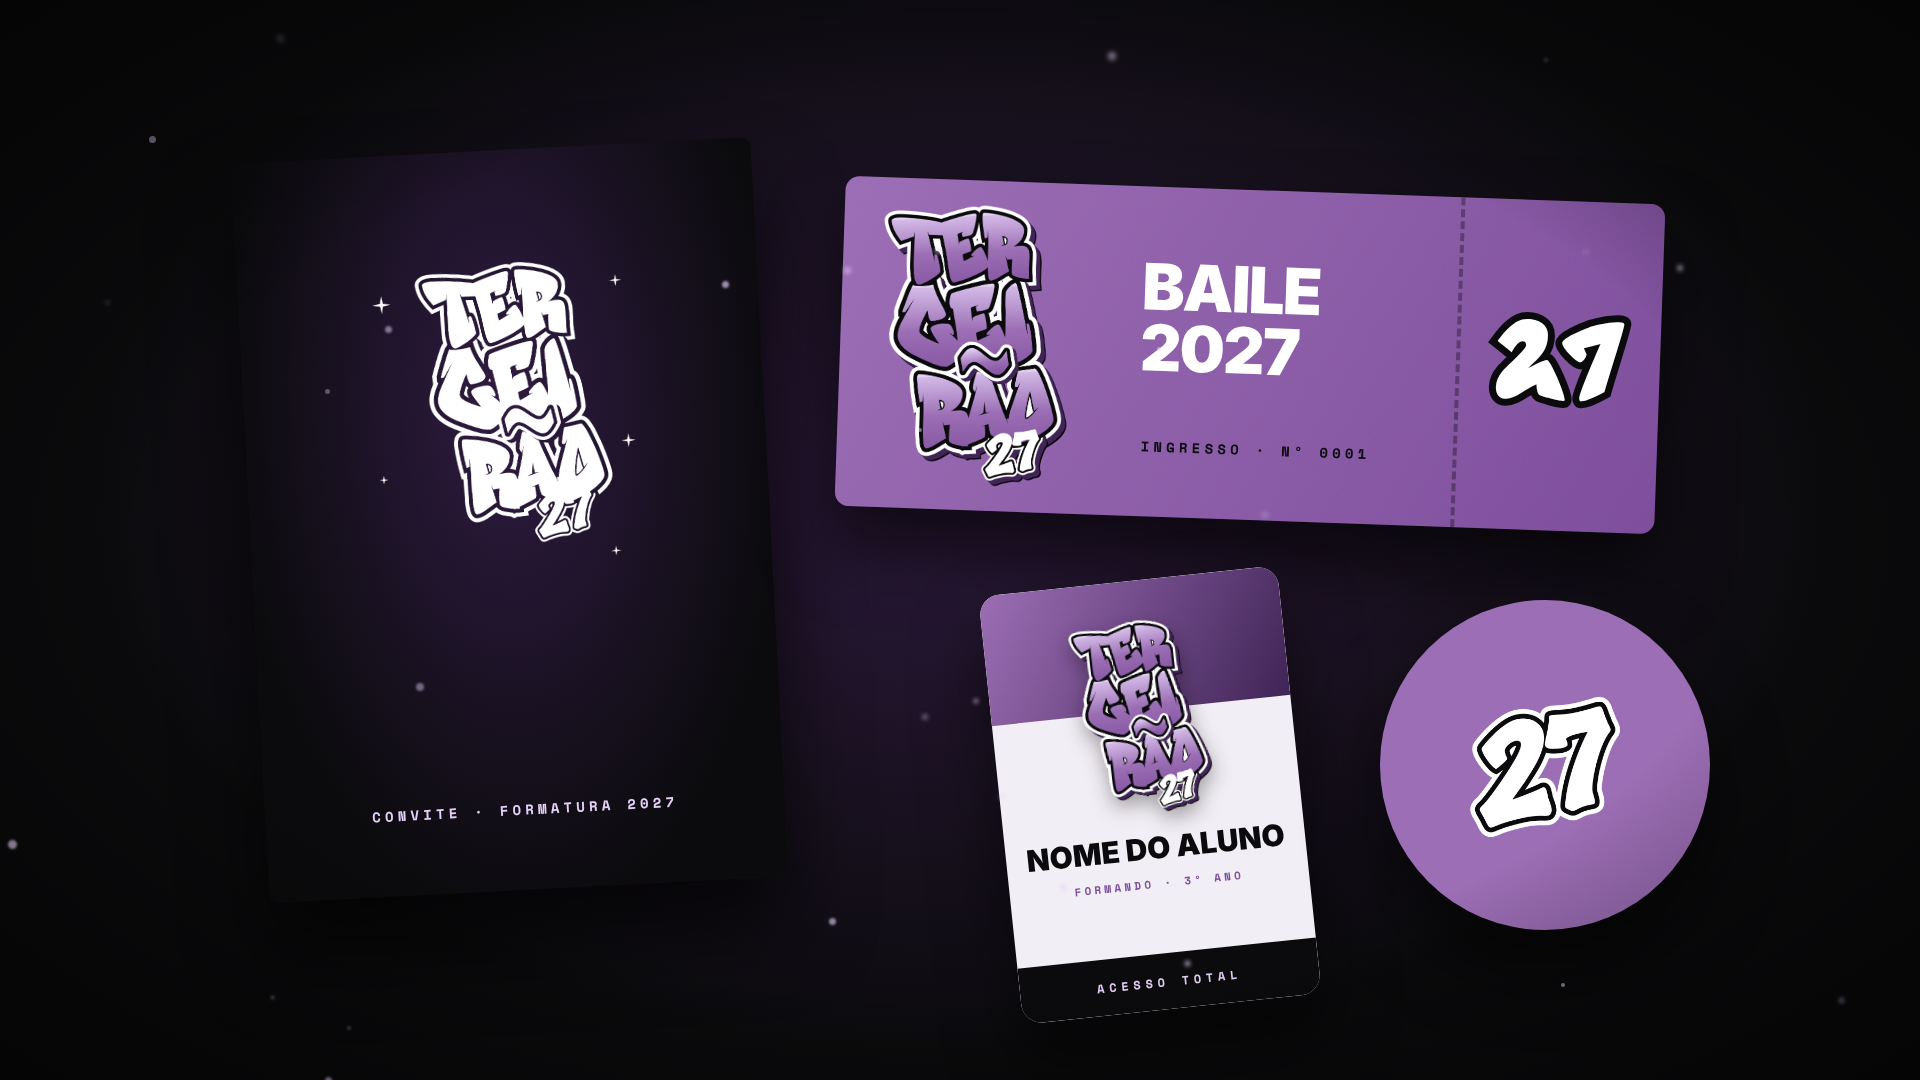 TER
CEI
RÃO
27
CONVITE · FORMATURA 2027
TER
CEI
RÃO
27
BAILE
2027
INGRESSO · Nº 0001
27
TER
CEI
RÃO
27
NOME DO ALUNO
FORMANDO · 3º ANO
ACESSO TOTAL
27